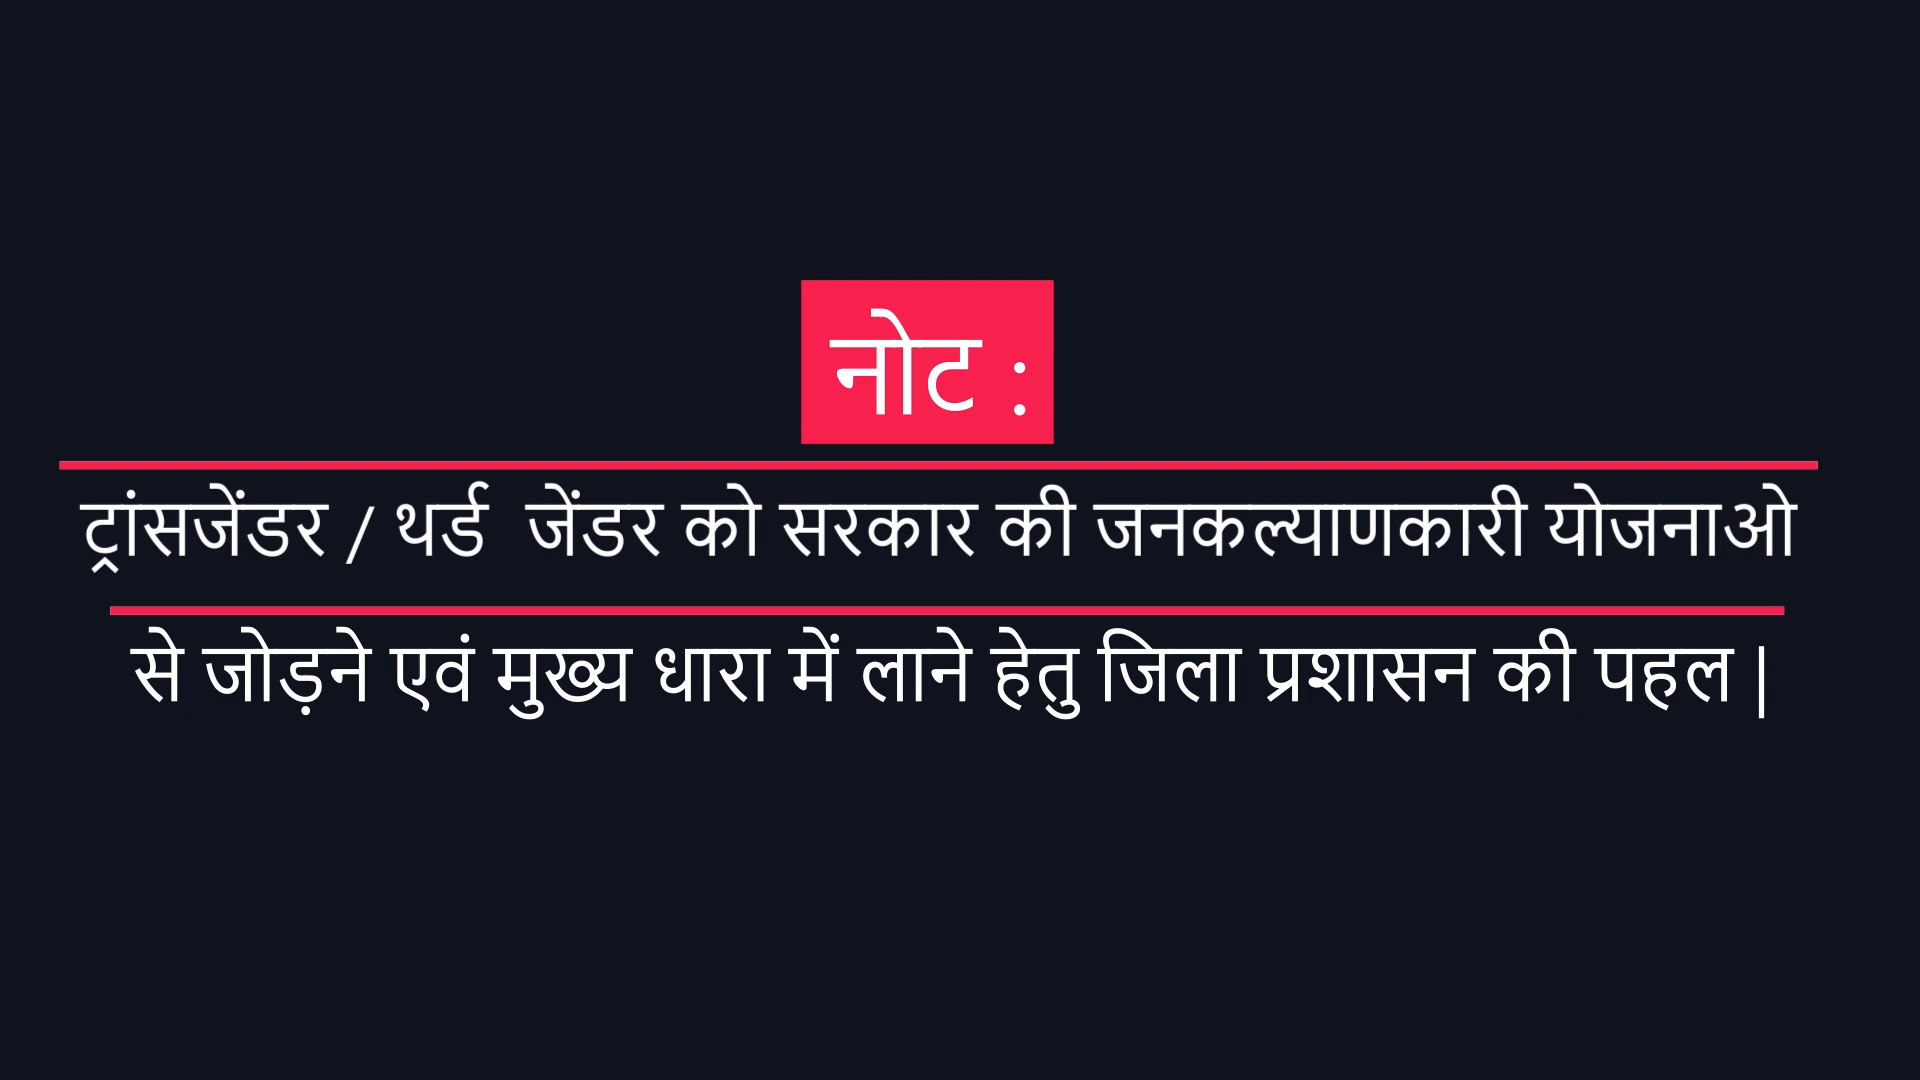 नोट :
ट्रांसजेंडर / थर्ड  जेंडर को सरकार की जनकल्याणकारी योजनाओ
से जोड़ने एवं मुख्य धारा में लाने हेतु जिला प्रशासन की पहल |